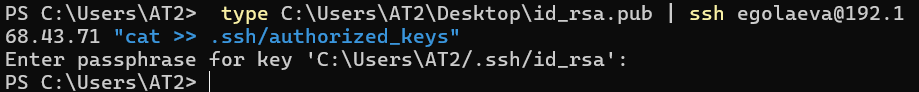 PS C:\Users\AT2>  type C:\Users\AT2\Desktop\id_rsa.pub | ssh egolaeva@192.1
68.43.71 "cat >> .ssh/authorized_keys"
Enter passphrase for key 'C:\Users\AT2/.ssh/id_rsa':
PS C:\Users\AT2>